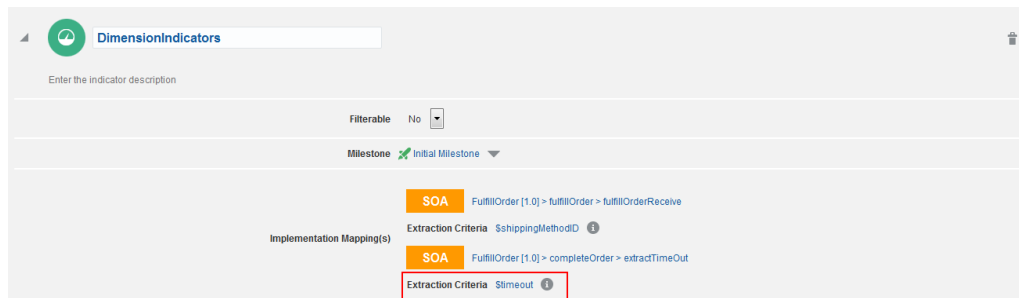 DimensionIndicators
Enter the indicator description
Filterable No
Milestone Initial Milestone
SOA FulfillOrder [1.0] > fulfillOrder > fulfillOrderReceive
Implementation Mapping(s)
Extraction Criteria $shippingMethodID
SOA FulfillOrder [1.0] > completeOrder > extractTimeOut
Extraction Criteria $timeout